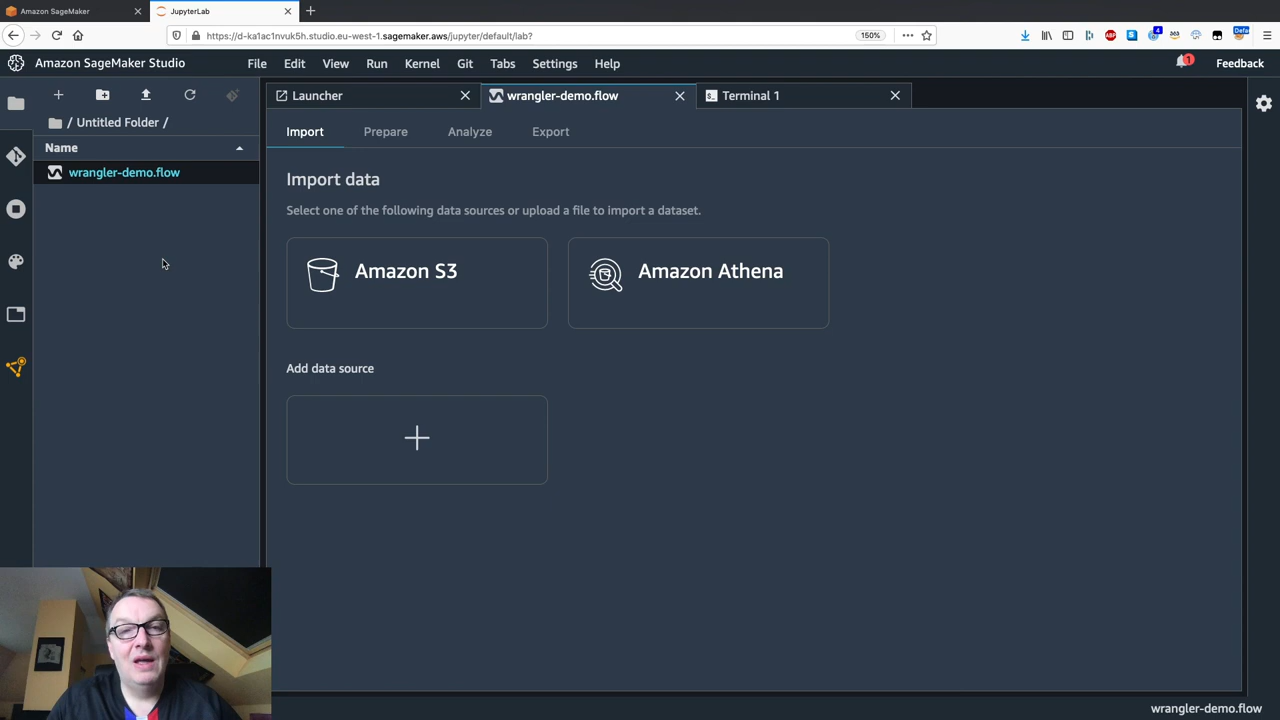 Amazon SageMaker
JupyterLab
https://d-ka1ac1nvuk5h.studio.eu-west-1.sagemaker.aws/jupyter/default/lab?
150%
Amazon SageMaker Studio
File Edit View Run Kernel Git Tabs Settings Help
1
Feedback
Launcher
wrangler-demo.flow
Terminal 1
/ Untitled Folder /
Name
wrangler-demo.flow
Import Prepare Analyze Export
Import data
Select one of the following data sources or upload a file to import a dataset.
Amazon S3
Amazon Athena
Add data source
wrangler-demo.flow